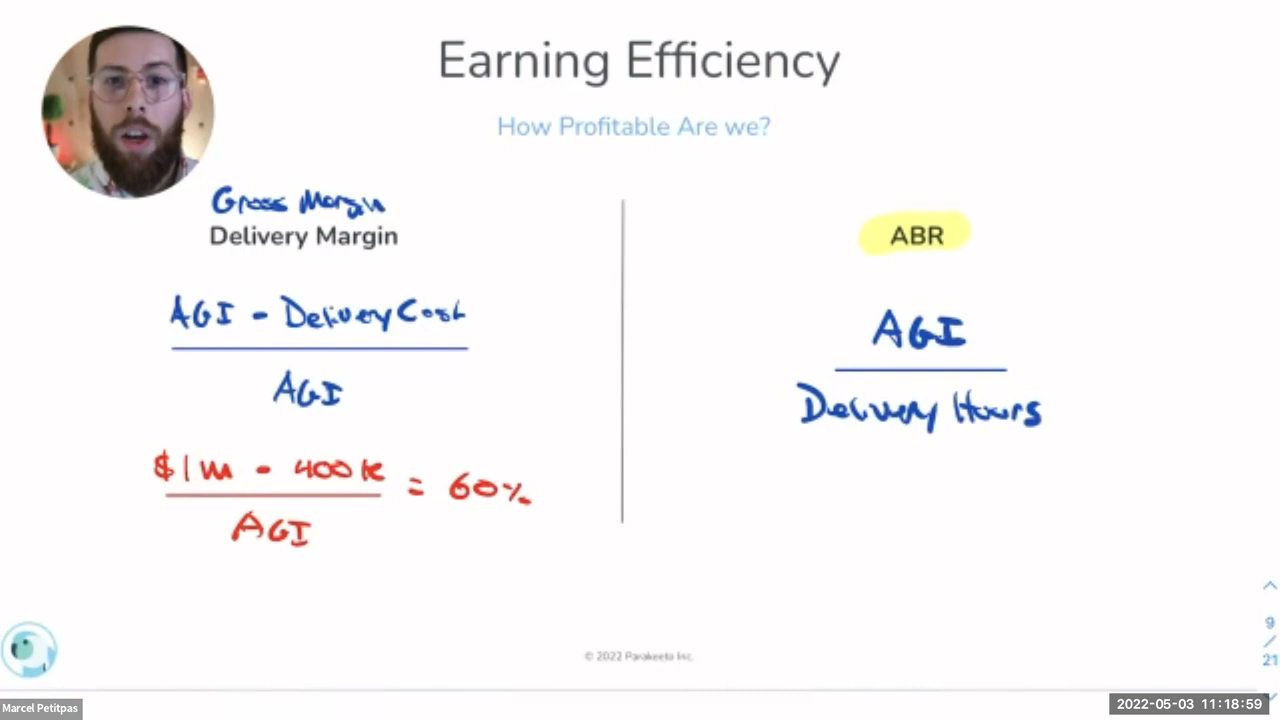 Earning Efficiency
How Profitable Are we?
Gross Margin
Delivery Margin
AGI - Delivery Cost
AGI
$1m - 400k = 60%
AGI
ABR
AGI
Delivery Hours
9
/
21
© 2022 Parakeeto Inc.
Marcel Petitpas
2022-05-03 11:18:59